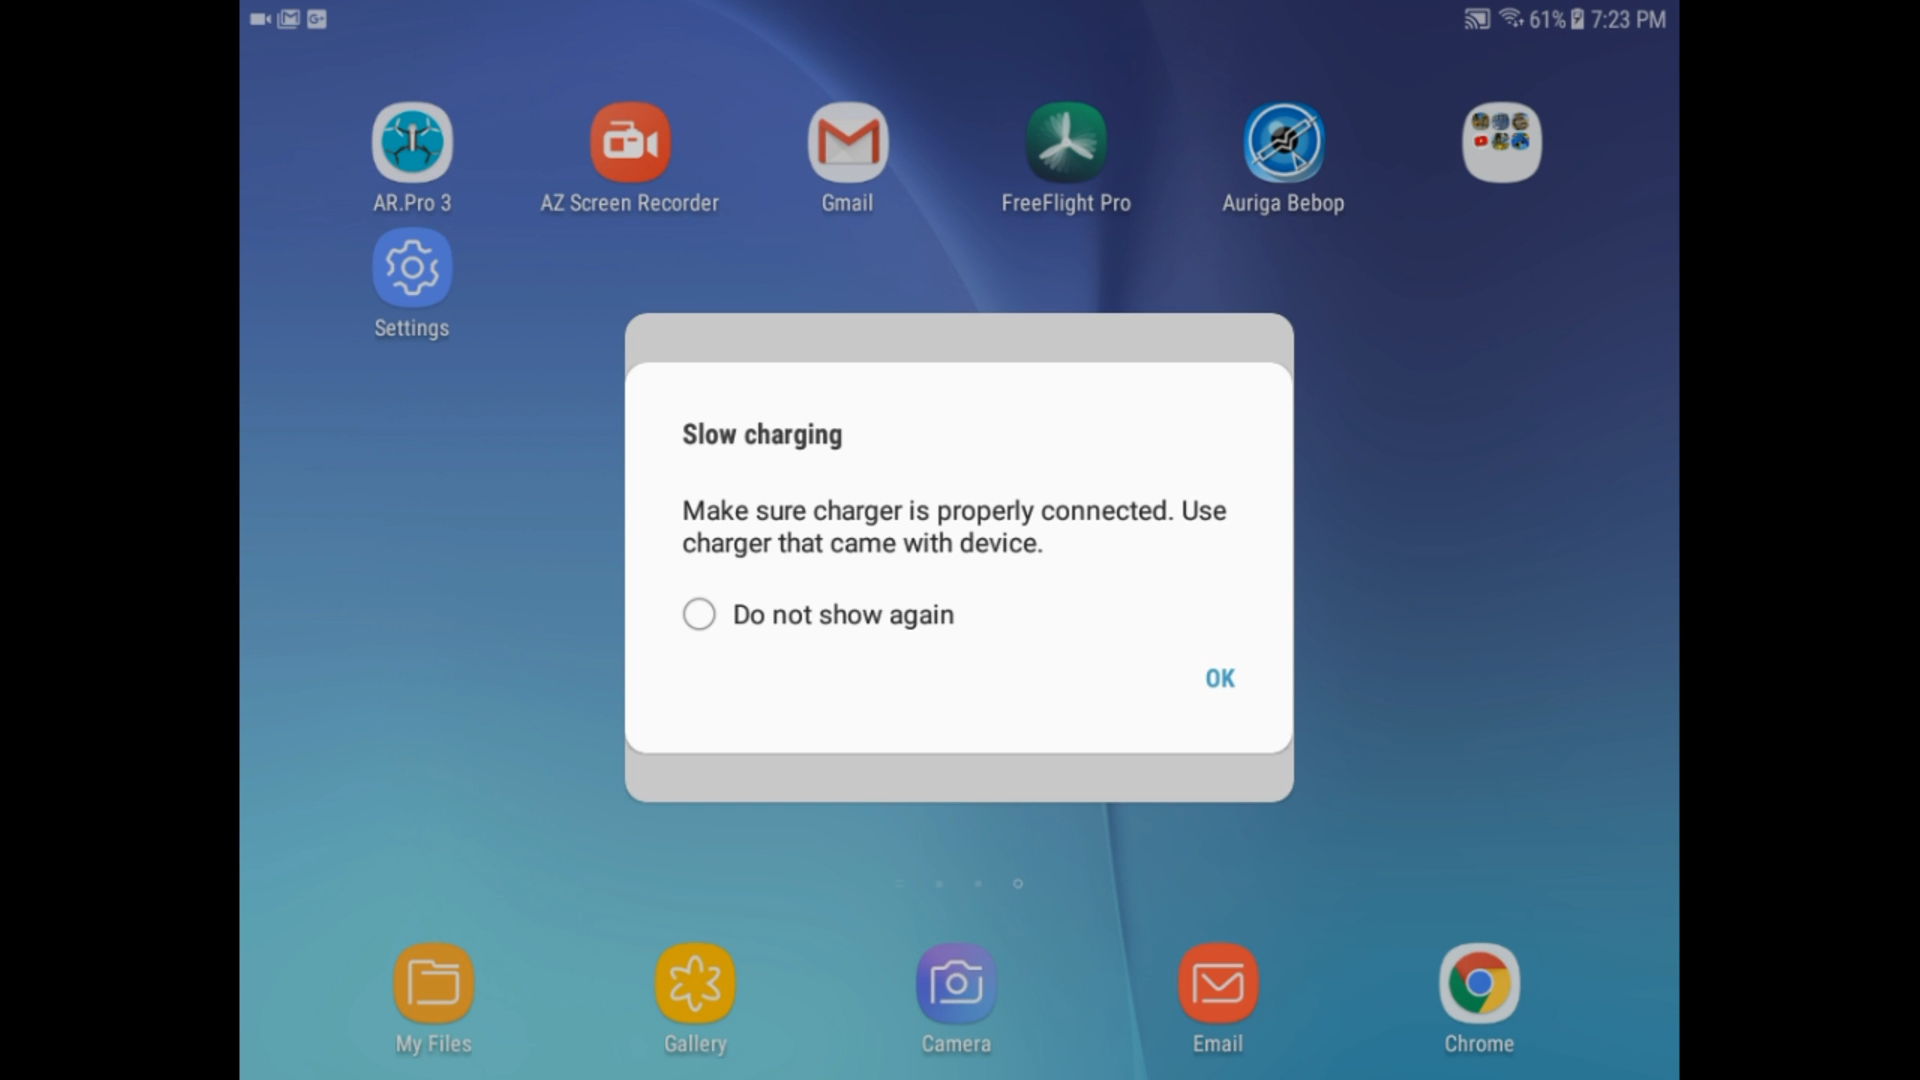 61% 7:23 PM
AR.Pro 3
AZ Screen Recorder
Gmail
FreeFlight Pro
Auriga Bebop
Settings
Slow charging
Make sure charger is properly connected. Use
charger that came with device.
Do not show again
OK
My Files
Gallery
Camera
Email
Chrome